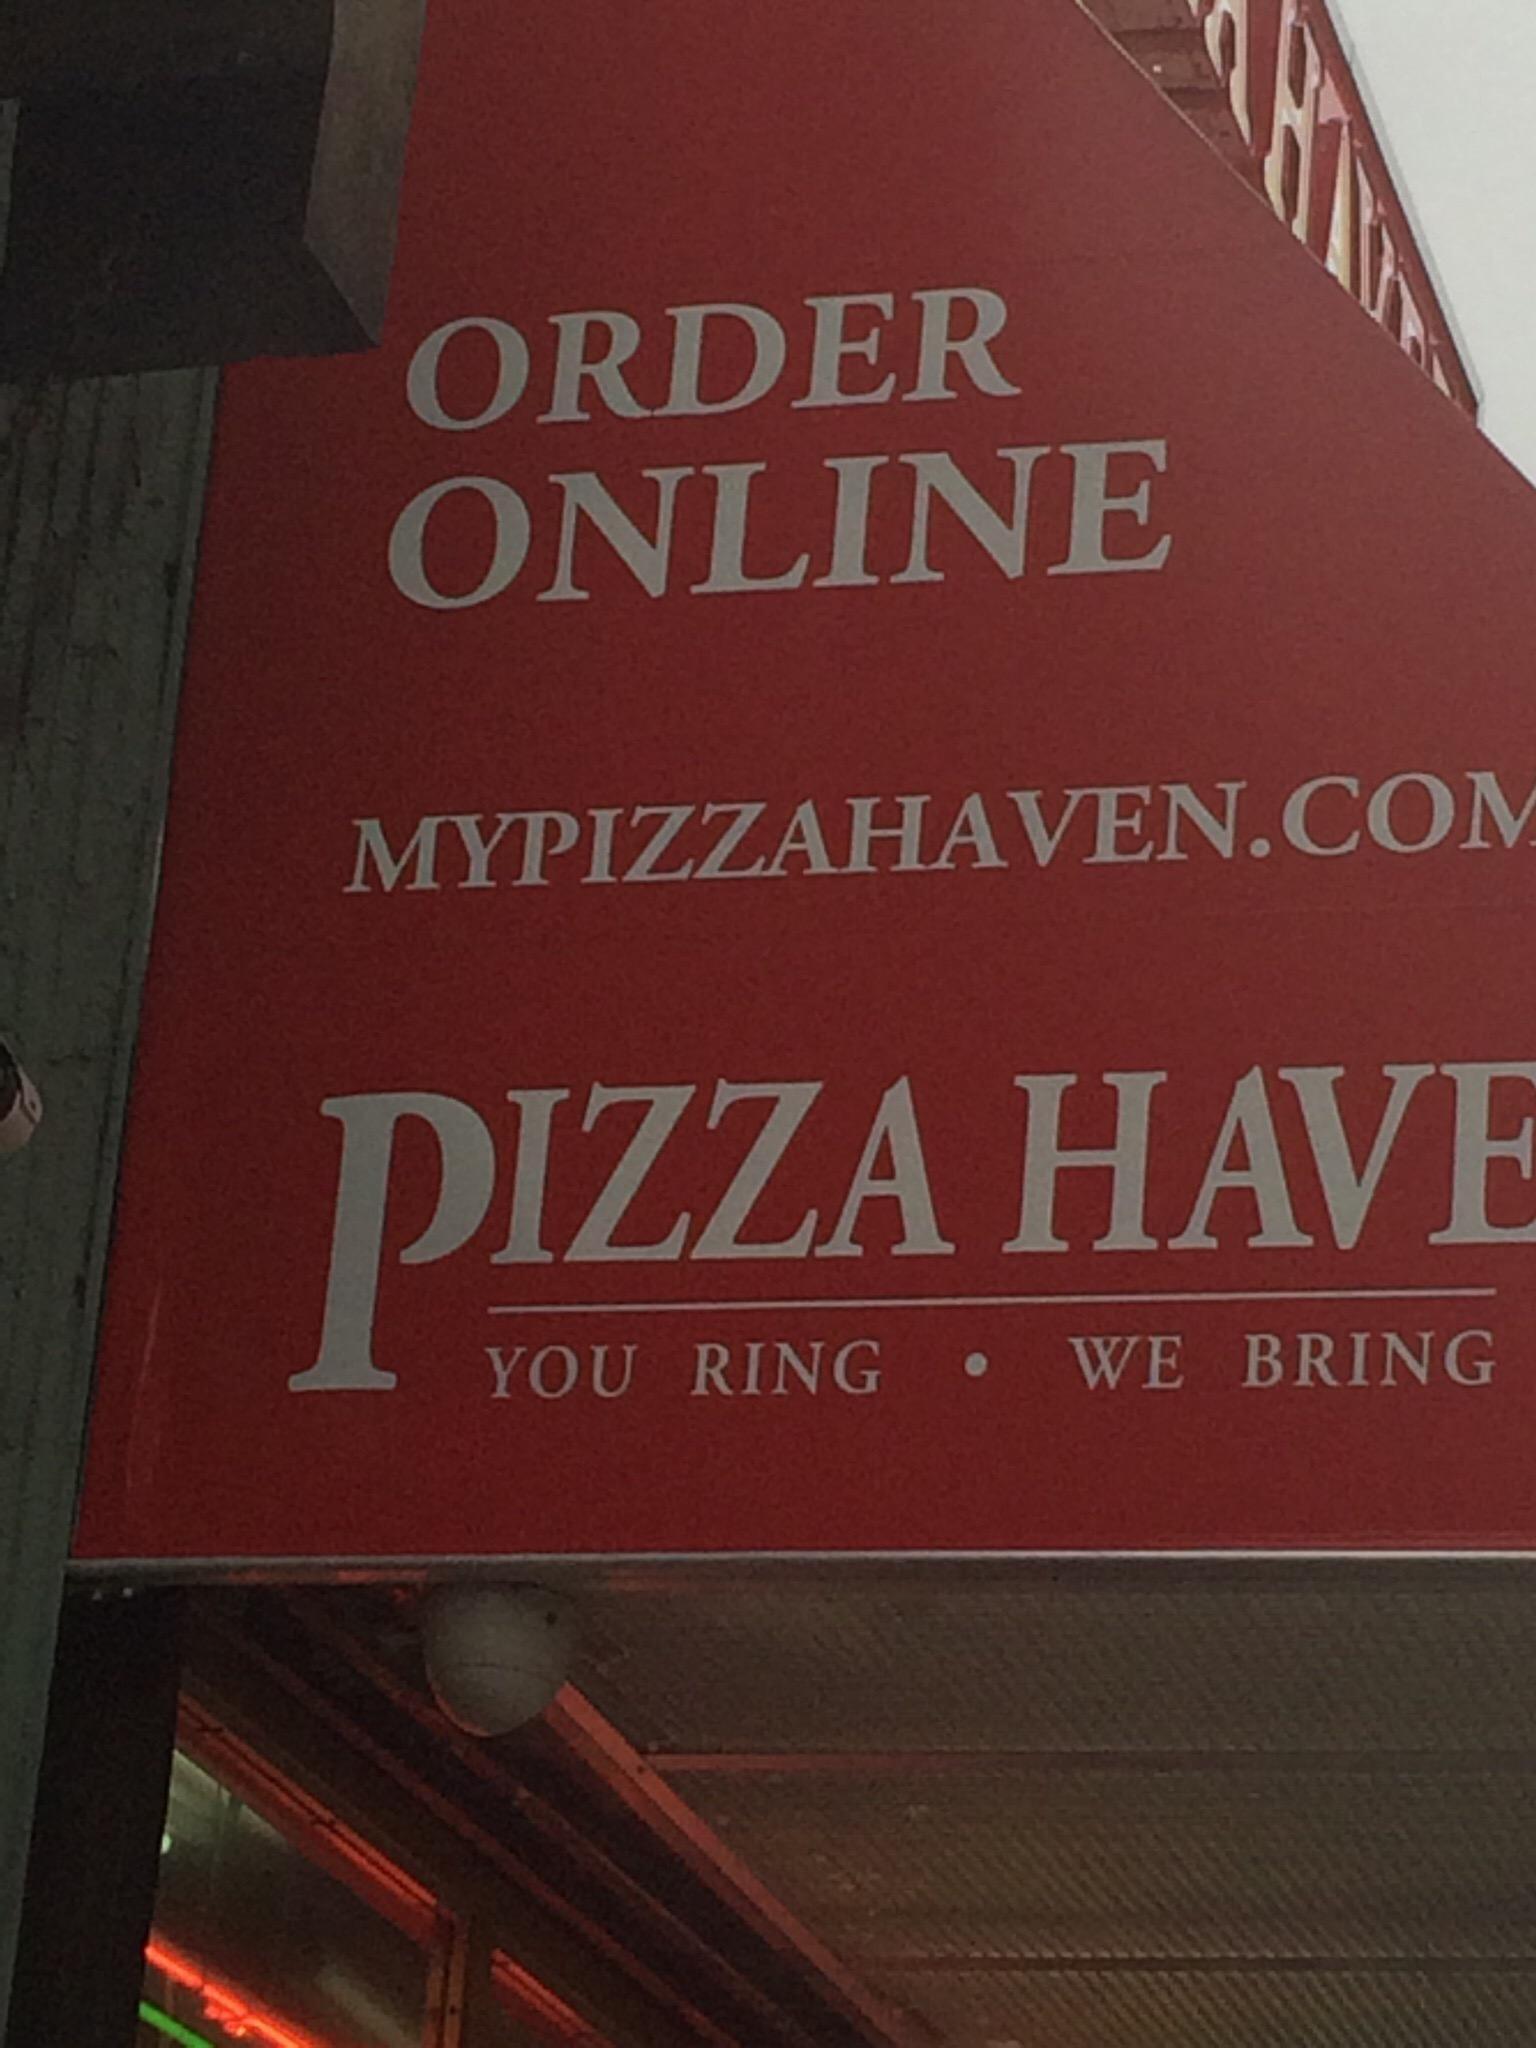 ORDER
ONLINE
MYPIZZAHAVEN.COM
PIZZA HAVE
YOU RING • WE BRING